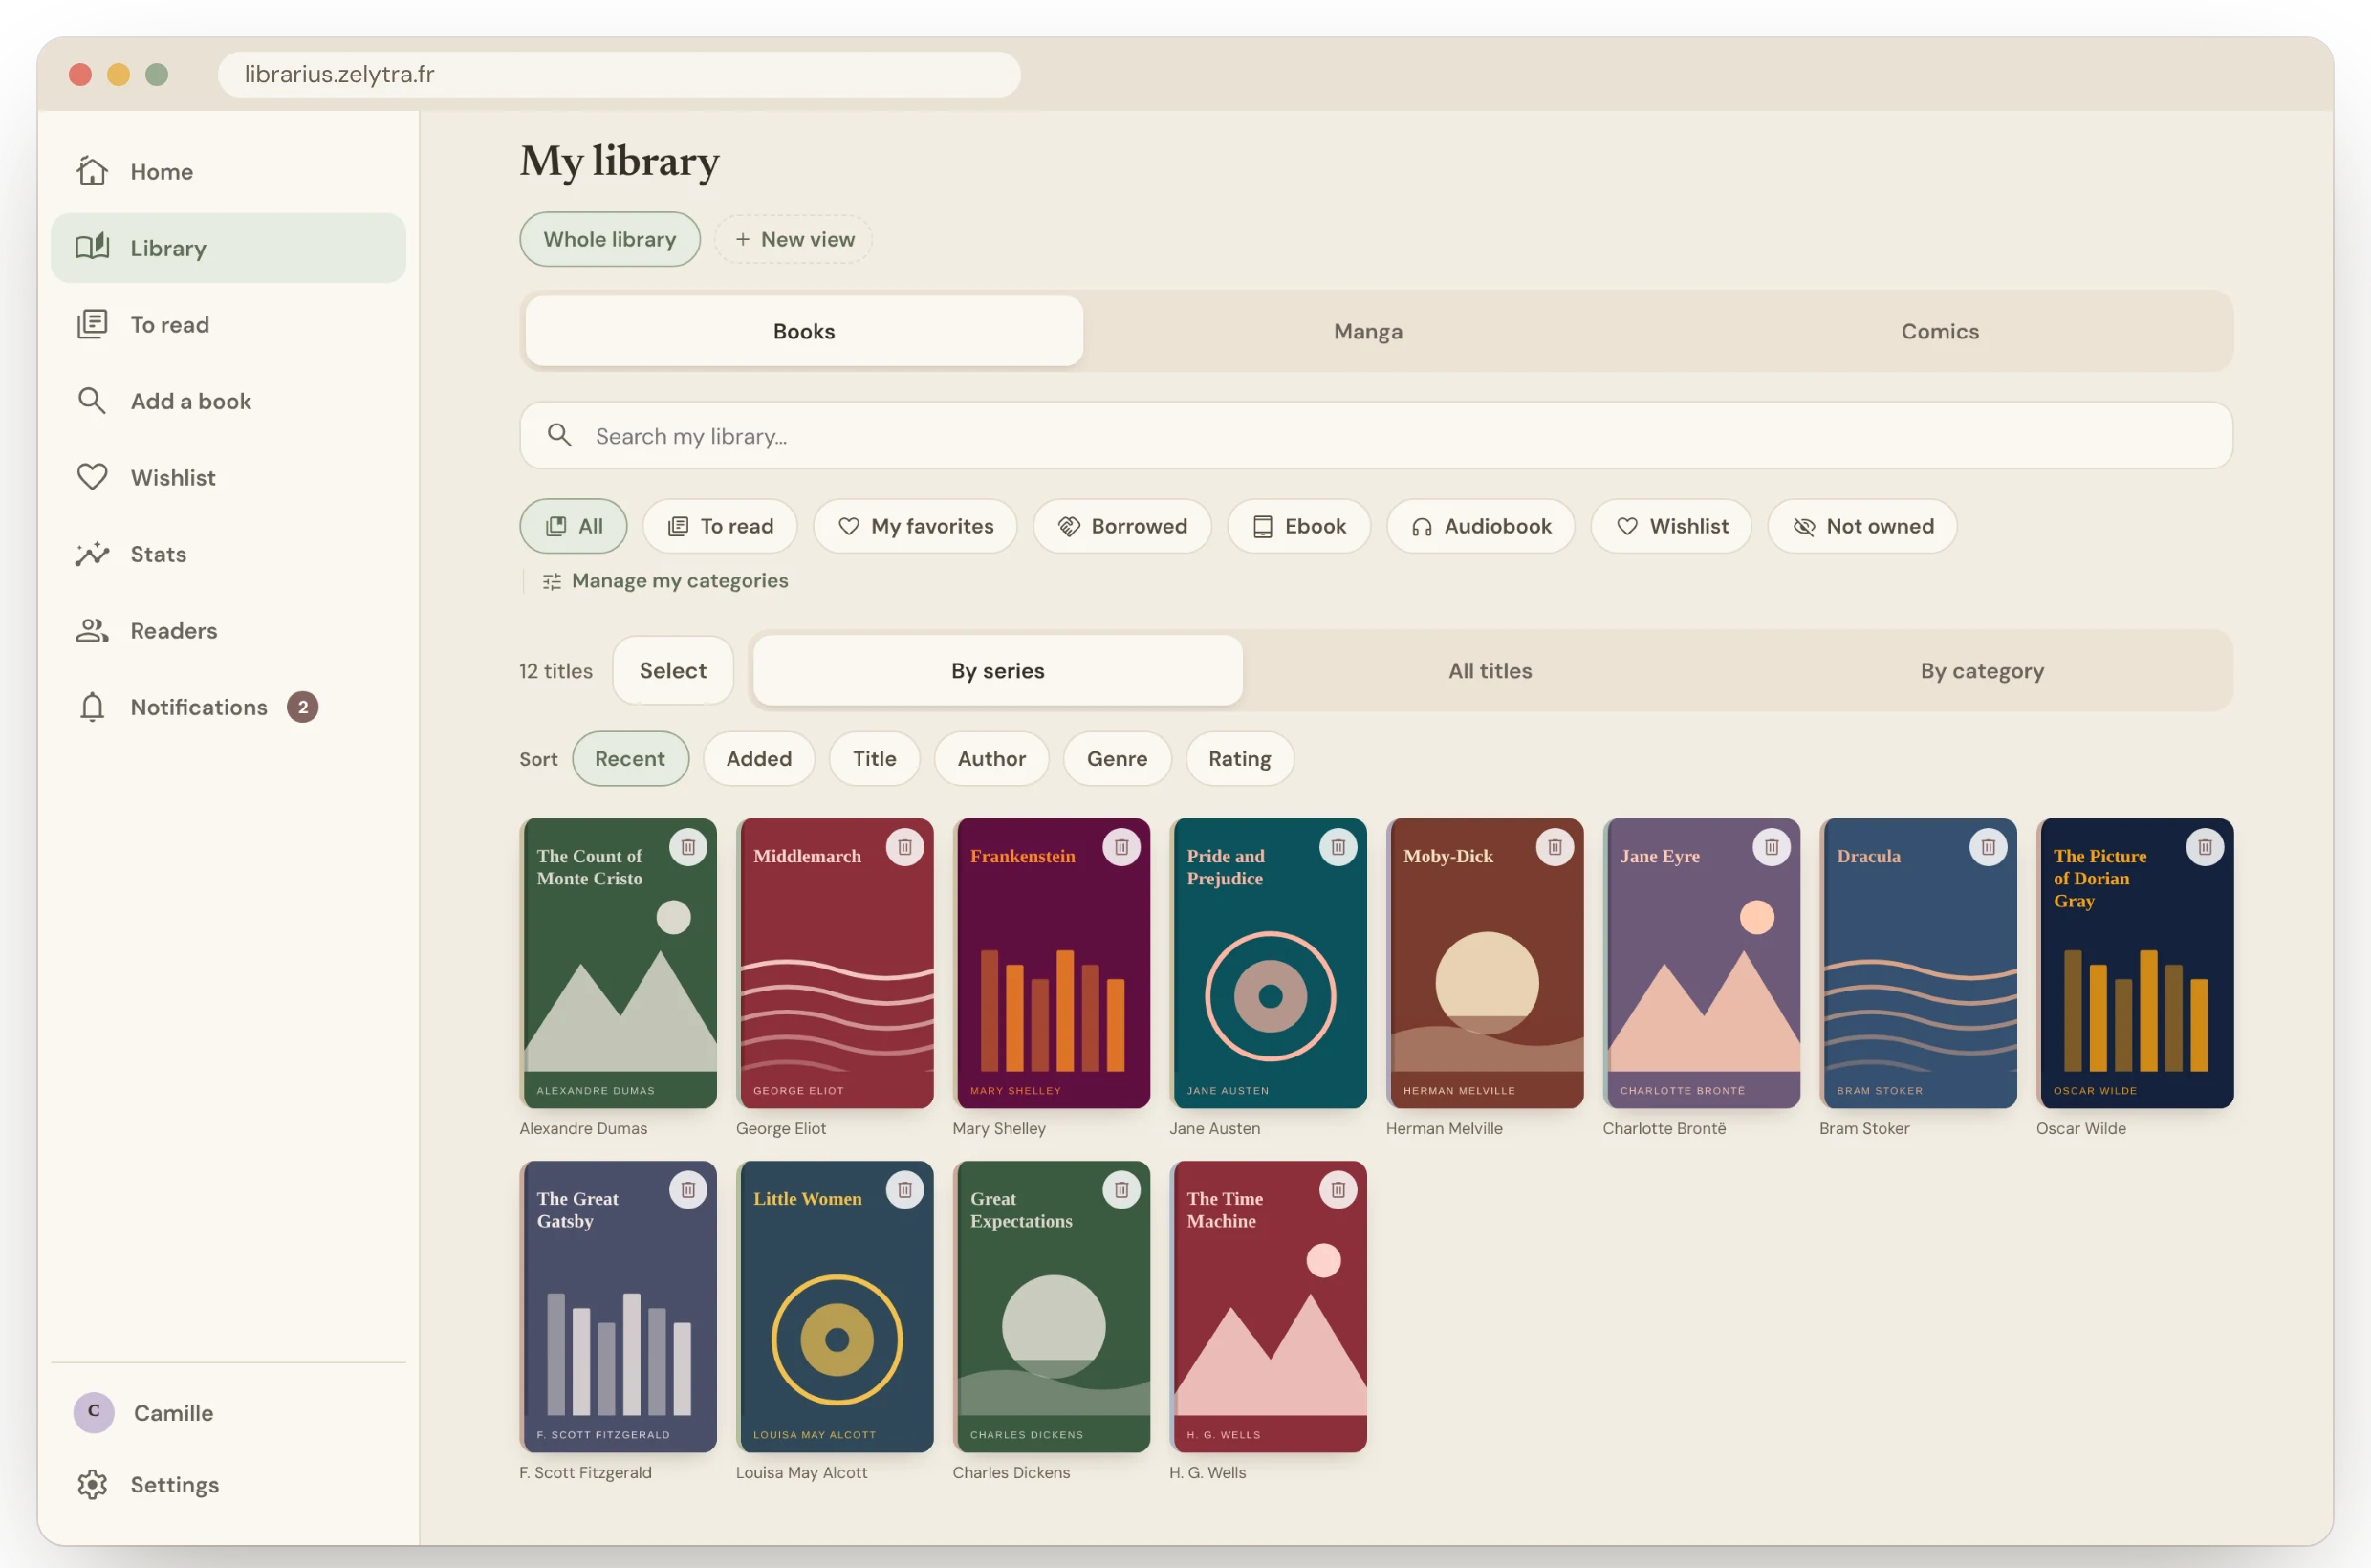 librarius.zelytra.fr
Home
Library
To read
Add a book
Wishlist
Stats
Readers
Notifications 2
C Camille
Settings
My library
Whole library + New view
Books Manga Comics
Search my library...
All To read My favorites Borrowed Ebook Audiobook Wishlist Not owned
Manage my categories
12 titles Select By series All titles By category
Sort Recent Added Title Author Genre Rating
The Count of
Monte Cristo
ALEXANDRE DUMAS
Alexandre Dumas
Middlemarch
GEORGE ELIOT
George Eliot
Frankenstein
MARY SHELLEY
Mary Shelley
Pride and
Prejudice
JANE AUSTEN
Jane Austen
Moby-Dick
HERMAN MELVILLE
Herman Melville
Jane Eyre
CHARLOTTE BRONTË
Charlotte Brontë
Dracula
BRAM STOKER
Bram Stoker
The Picture
of Dorian
Gray
OSCAR WILDE
Oscar Wilde
The Great
Gatsby
F. SCOTT FITZGERALD
F. Scott Fitzgerald
Little Women
LOUISA MAY ALCOTT
Louisa May Alcott
Great
Expectations
CHARLES DICKENS
Charles Dickens
The Time
Machine
H. G. WELLS
H. G. Wells